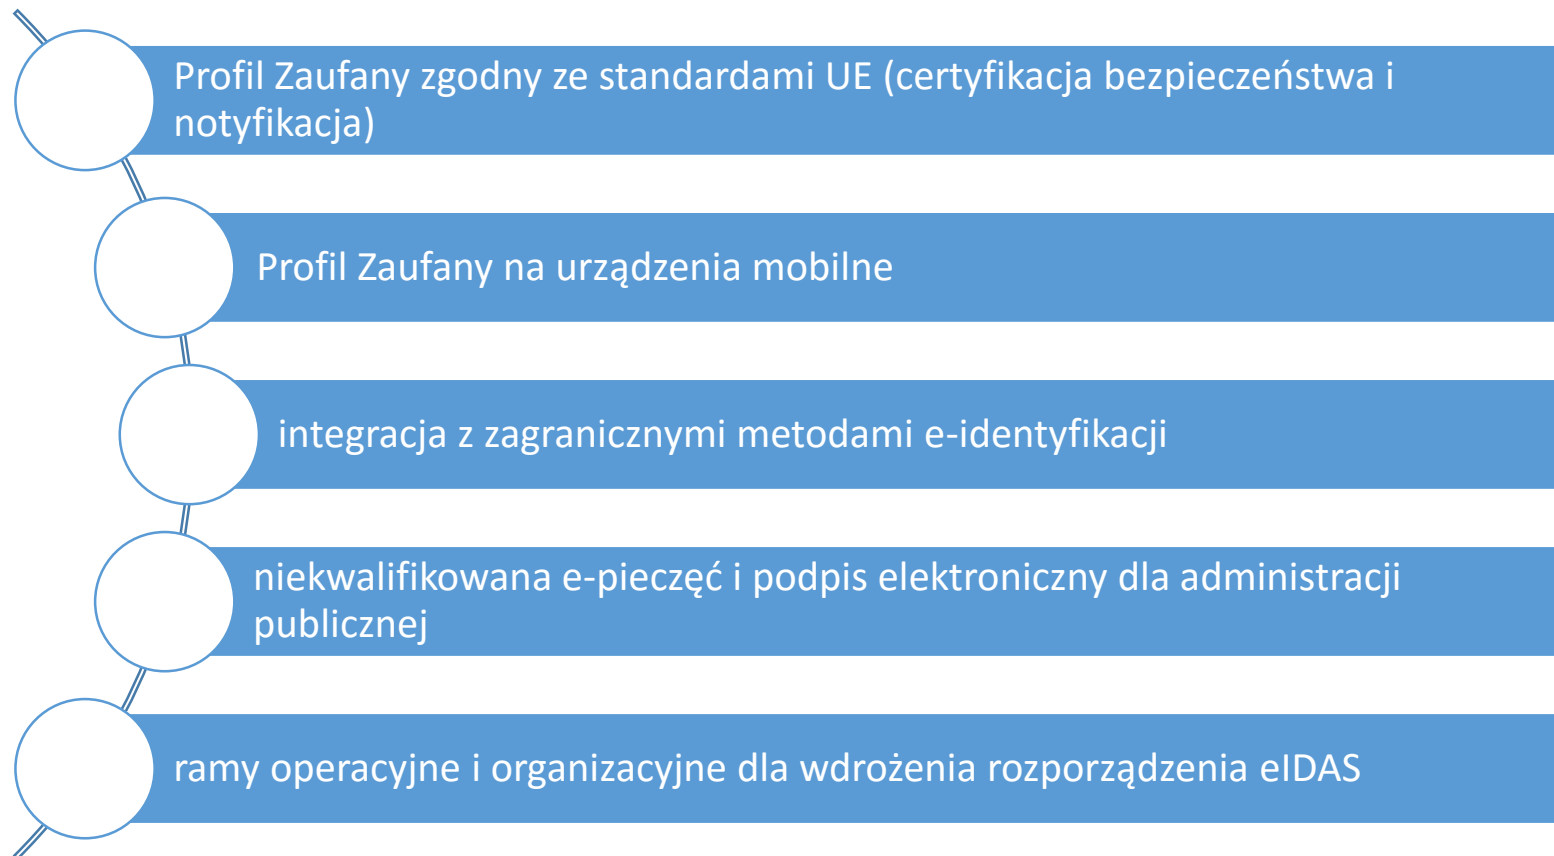 Profil Zaufany zgodny ze standardami UE (certyfikacja bezpieczeństwa i
notyfikacja)
Profil Zaufany na urządzenia mobilne
integracja z zagranicznymi metodami e-identyfikacji
niekwalifikowana e-pieczęć i podpis elektroniczny dla administracji
publicznej
ramy operacyjne i organizacyjne dla wdrożenia rozporządzenia eIDAS